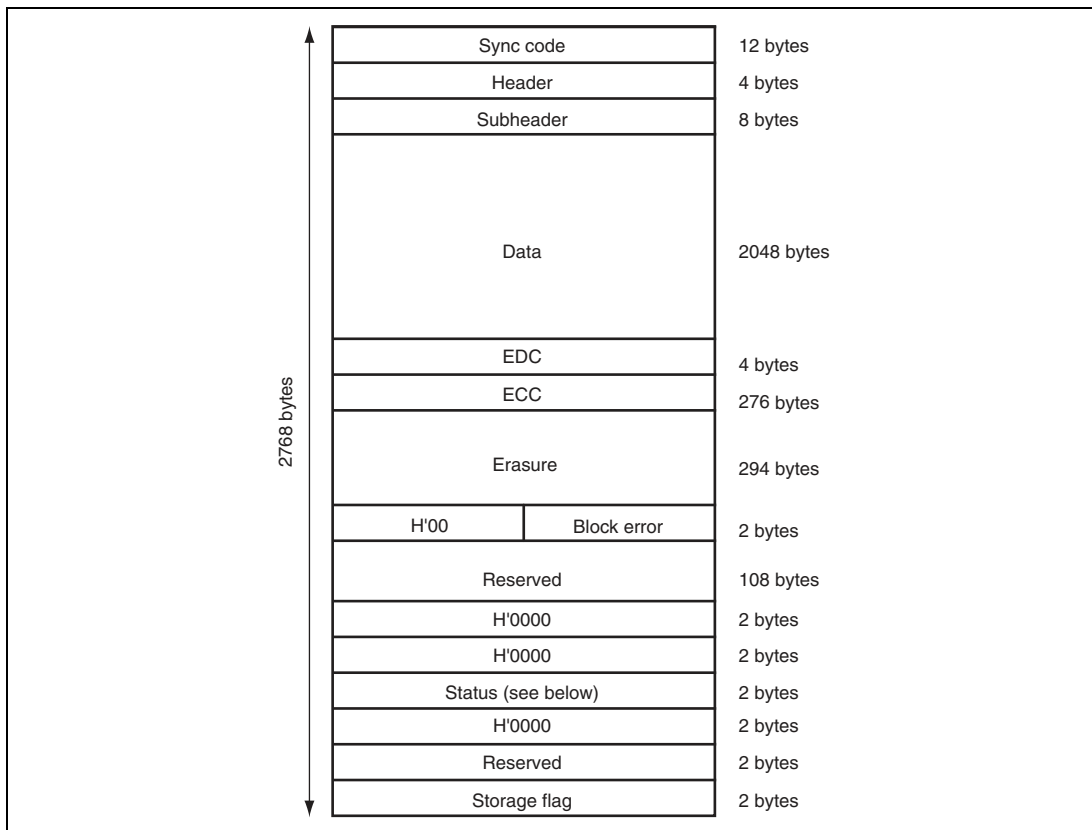 Sync code 12 bytes
Header 4 bytes
Subheader 8 bytes
Data 2048 bytes
EDC 4 bytes
ECC 276 bytes
2768 bytes
Erasure 294 bytes
H'00 Block error 2 bytes
Reserved 108 bytes
H'0000 2 bytes
H'0000 2 bytes
Status (see below) 2 bytes
H'0000 2 bytes
Reserved 2 bytes
Storage flag 2 bytes